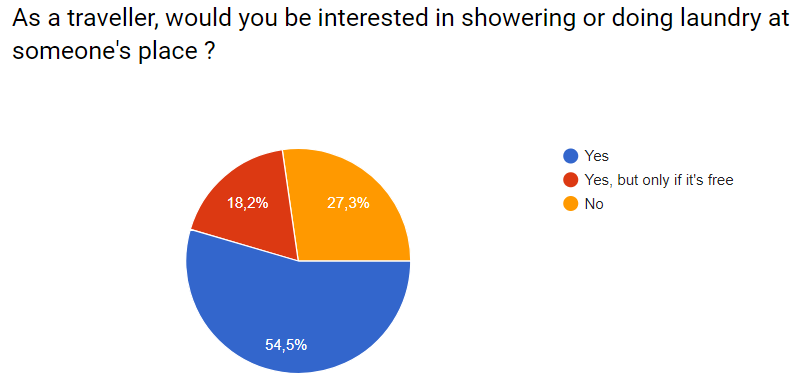 As a traveller, would you be interested in showering or doing laundry at
someone's place ?
Yes
Yes, but only if it's free
No
18,2%
27,3%
54,5%